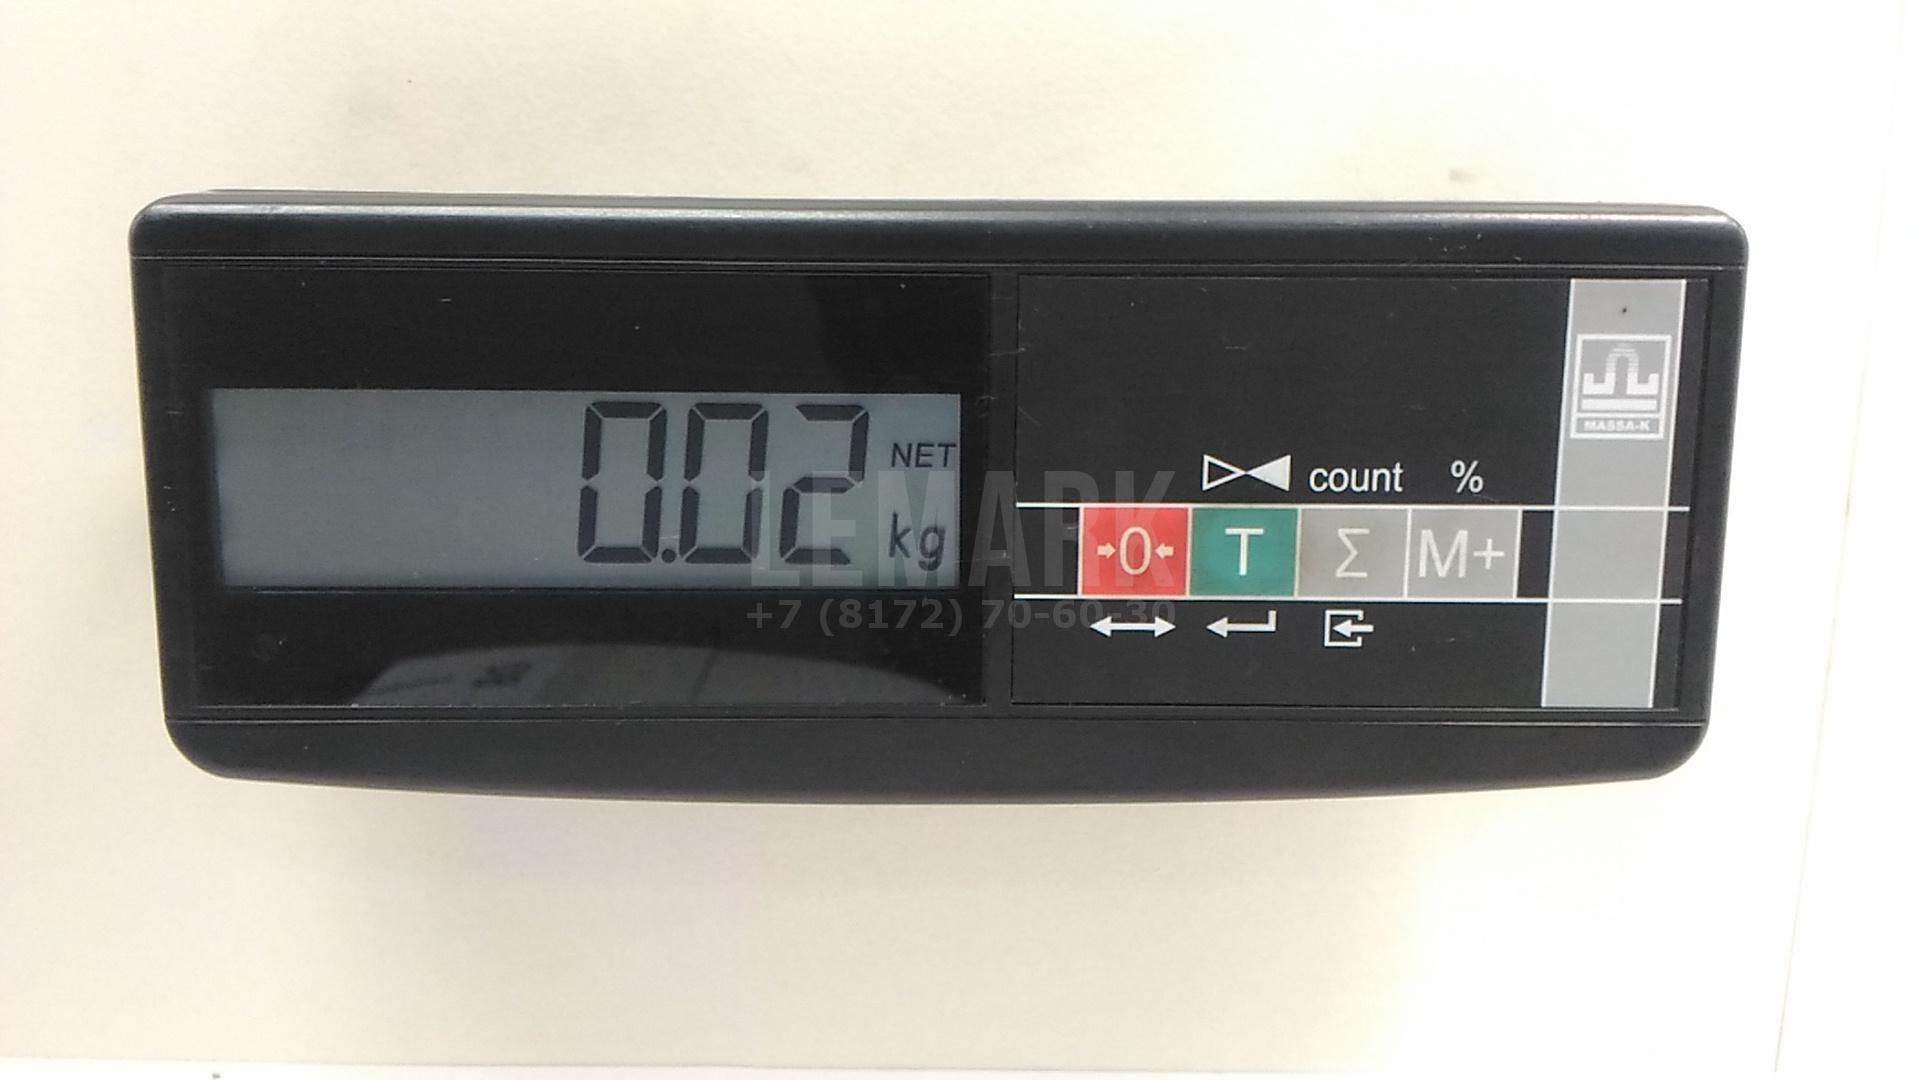 0.02
NET
kg
count %
→0← T Σ M+
MASSA-K
LEMARK
+7 (8172) 70-60-30